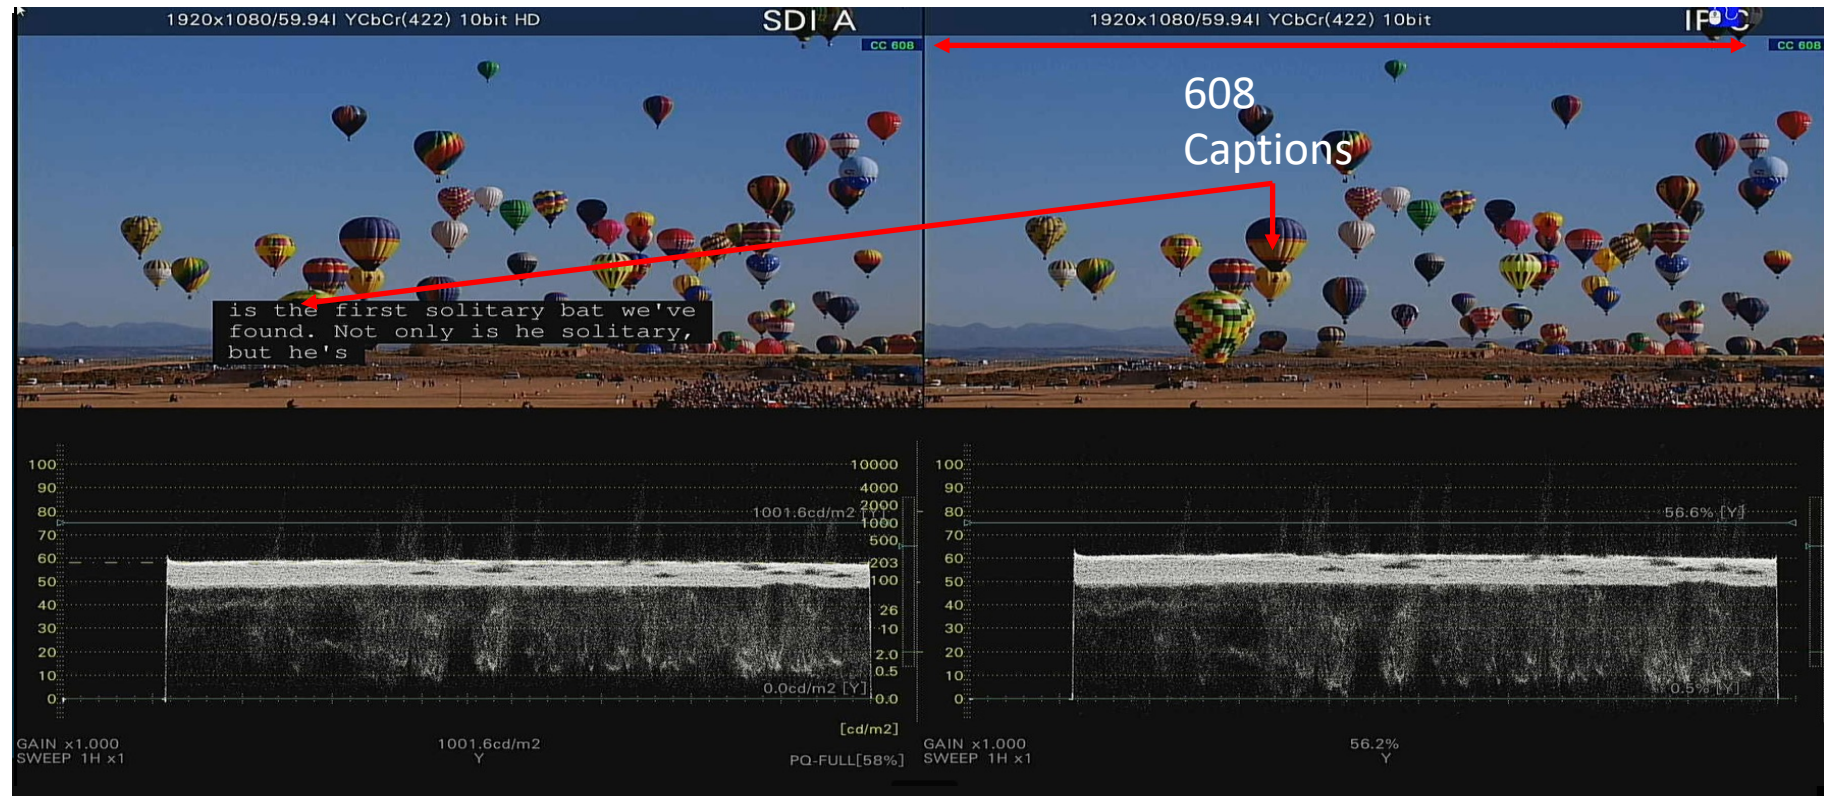 1920x1080/59.94I YCbCr(422) 10bit HD
SDI A
CC 608
1920x1080/59.94I YCbCr(422) 10bit
CC 608
608
Captions
is the first solitary bat we've
found. Not only is he solitary,
but he's
100
90
80
70
60
50
40
30
20
10
0
10000
4000
2000
1000
500
203
100
26
10
2.0
0.5
0.0
1001.6cd/m2 [Y]
0.0cd/m2 [Y]
[cd/m2]
GAIN x1.000
SWEEP 1H x1
1001.6cd/m2
Y
PQ-FULL[58%]
100
90
80
70
60
50
40
30
20
10
0
56.6% [Y]
0.5% [Y]
GAIN x1.000
SWEEP 1H x1
56.2%
Y